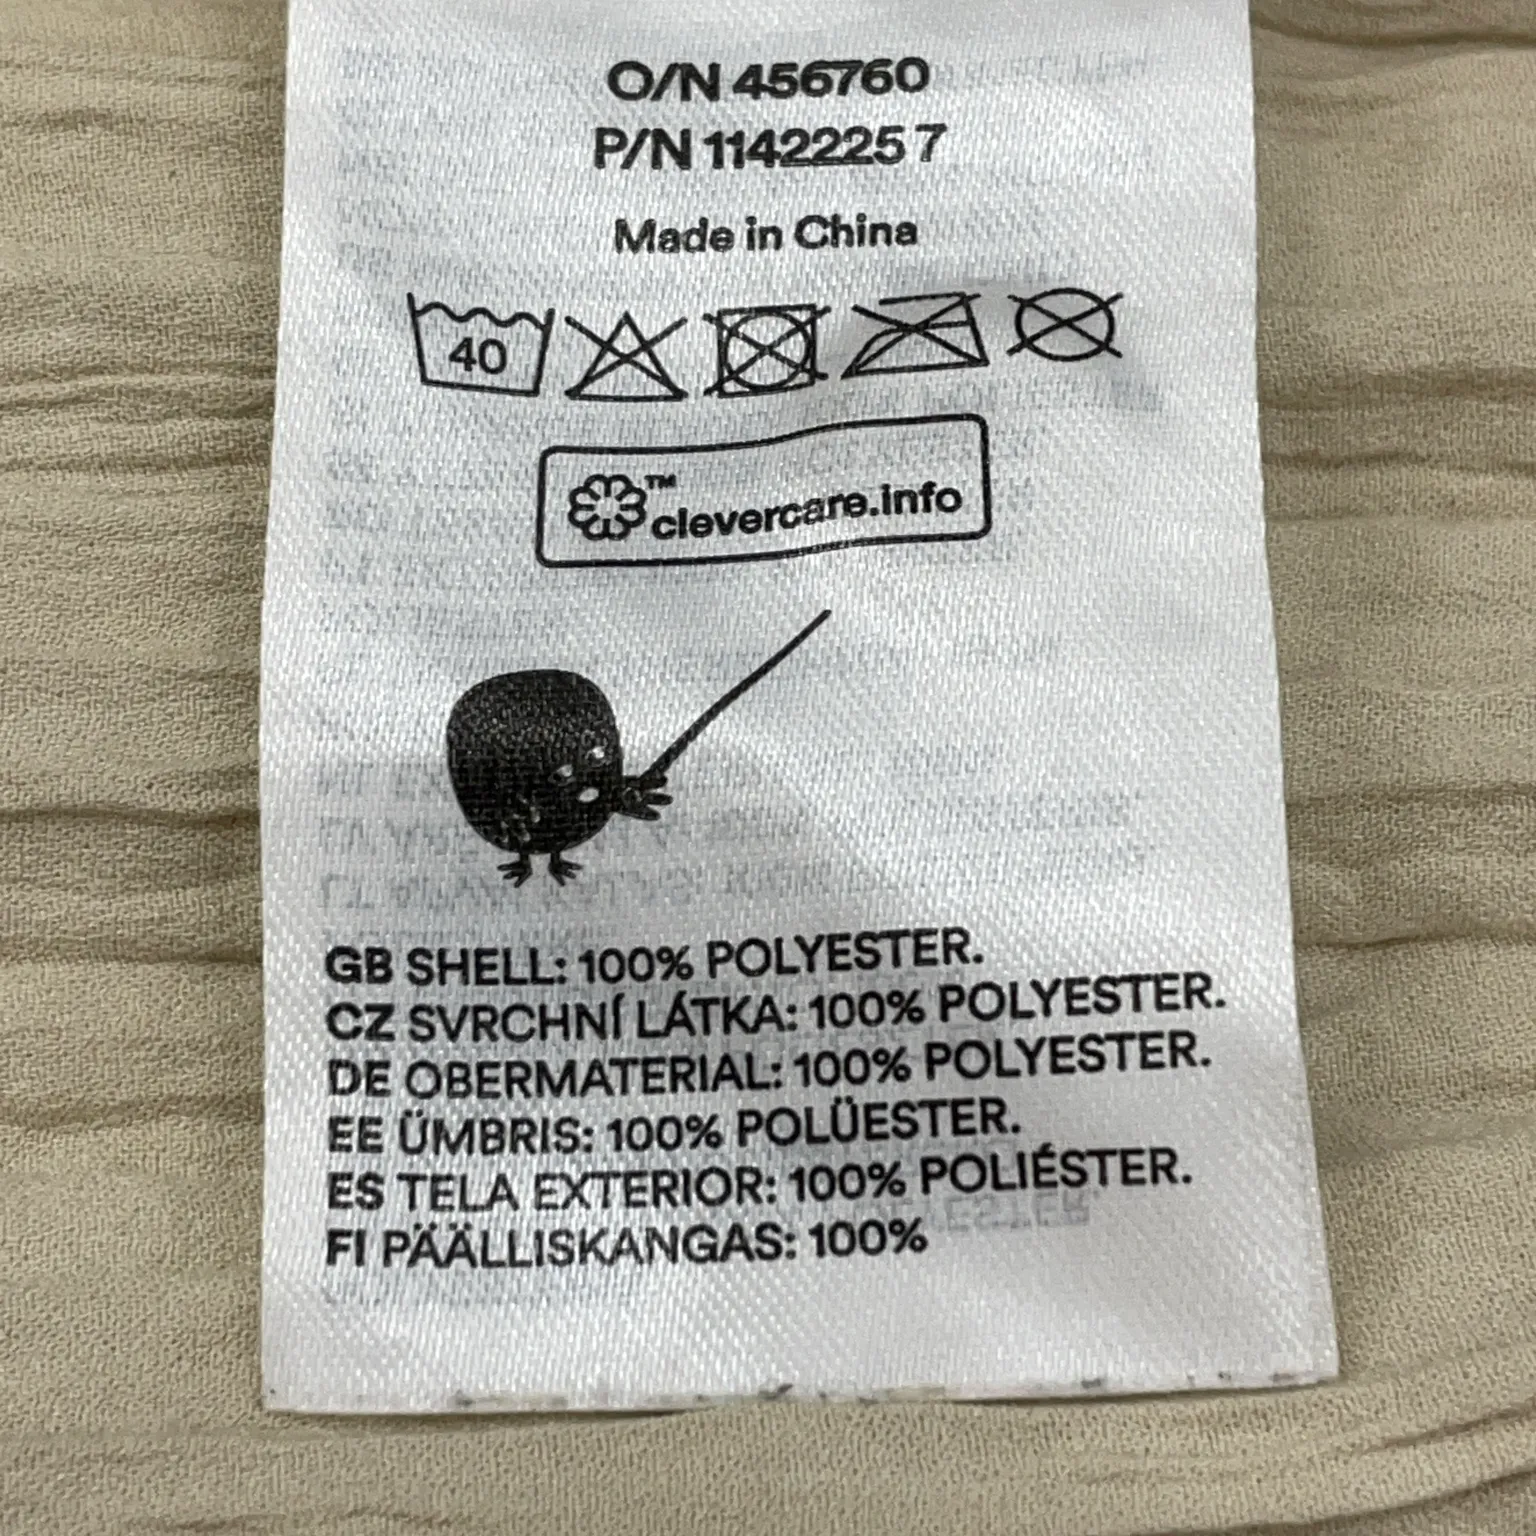 O/N 456760
P/N 1142225 7
Made in China
40
™ clevercare.info
GB SHELL: 100% POLYESTER.
CZ SVRCHNÍ LÁTKA: 100% POLYESTER.
DE OBERMATERIAL: 100% POLYESTER.
EE ÜMBRIS: 100% POLÜESTER.
ES TELA EXTERIOR: 100% POLIÉSTER.
FI PÄÄLLISKANGAS: 100%